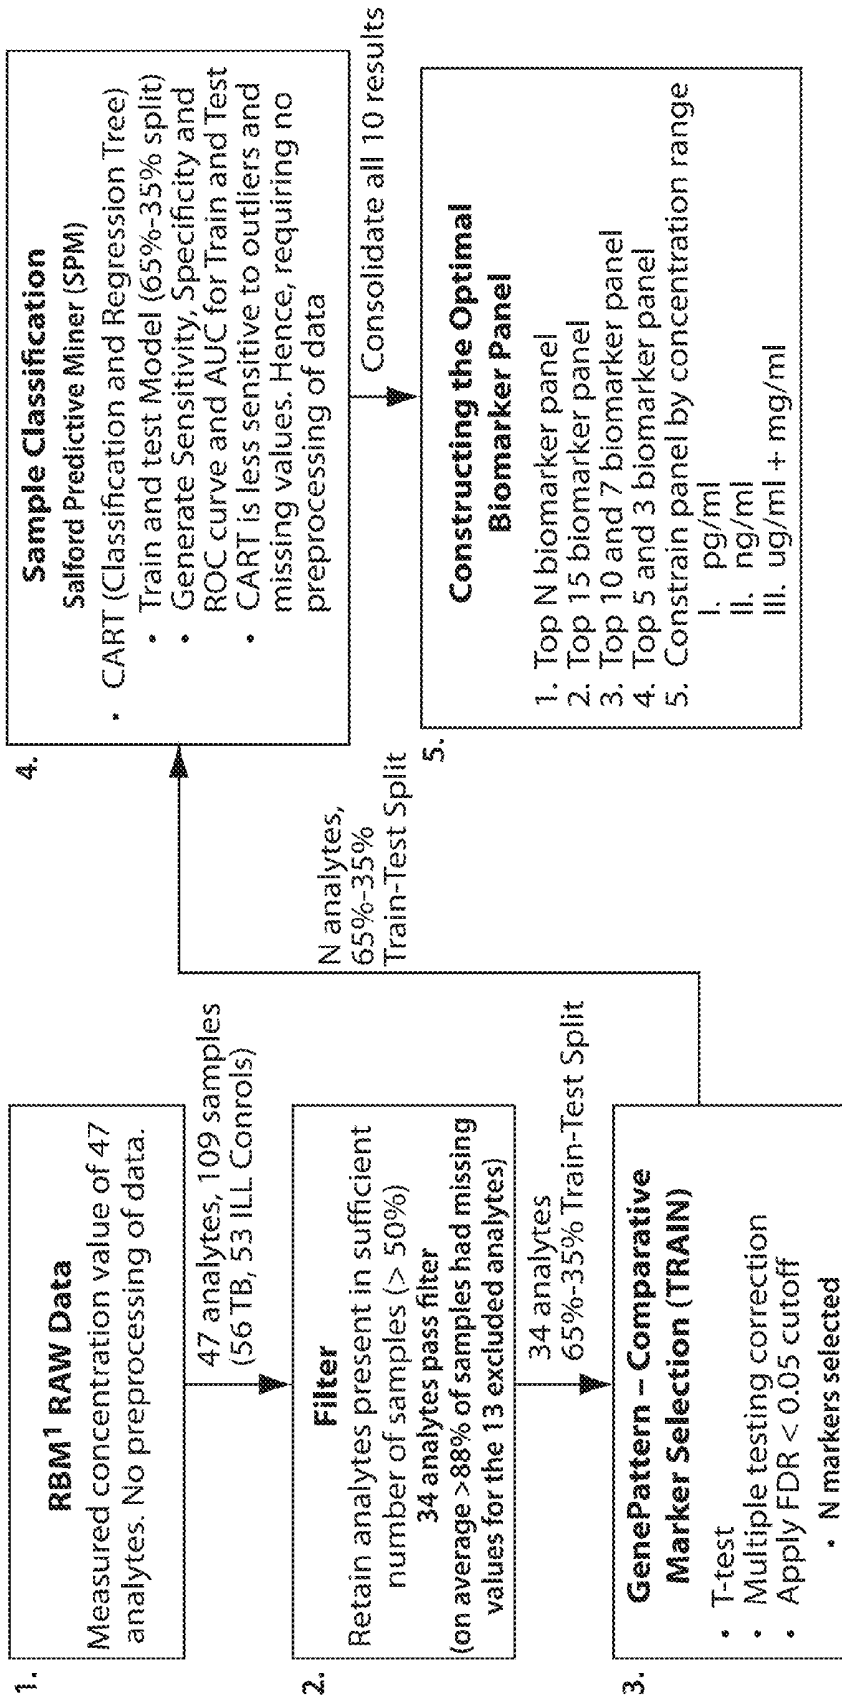 1.
RBM¹ RAW Data
Measured concentration value of 47
analytes. No preprocessing of data.
47 analytes, 109 samples
(56 TB, 53 ILL Conrols)
2.
Filter
Retain analytes present in sufficient
number of samples (> 50%)
34 analytes pass filter
(on average >88% of samples had missing
values for the 13 excluded analytes)
34 analytes
65%-35% Train-Test Split
3.
GenePattern – Comparative
Marker Selection (TRAIN)
• T-test
• Multiple testing correction
• Apply FDR < 0.05 cutoff
• N markers selected
N analytes,
65%-35%
Train-Test Split
4.
Sample Classification
Salford Predictive Miner (SPM)
• CART (Classification and Regression Tree)
• Train and test Model (65%-35% split)
• Generate Sensitivity, Specificity and
ROC curve and AUC for Train and Test
• CART is less sensitive to outliers and
missing values. Hence, requiring no
preprocessing of data
Consolidate all 10 results
5.
Constructing the Optimal
Biomarker Panel
1. Top N biomarker panel
2. Top 15 biomarker panel
3. Top 10 and 7 biomarker panel
4. Top 5 and 3 biomarker panel
5. Constrain panel by concentration range
i. pg/ml
ii. ng/ml
iii. ug/ml + mg/ml